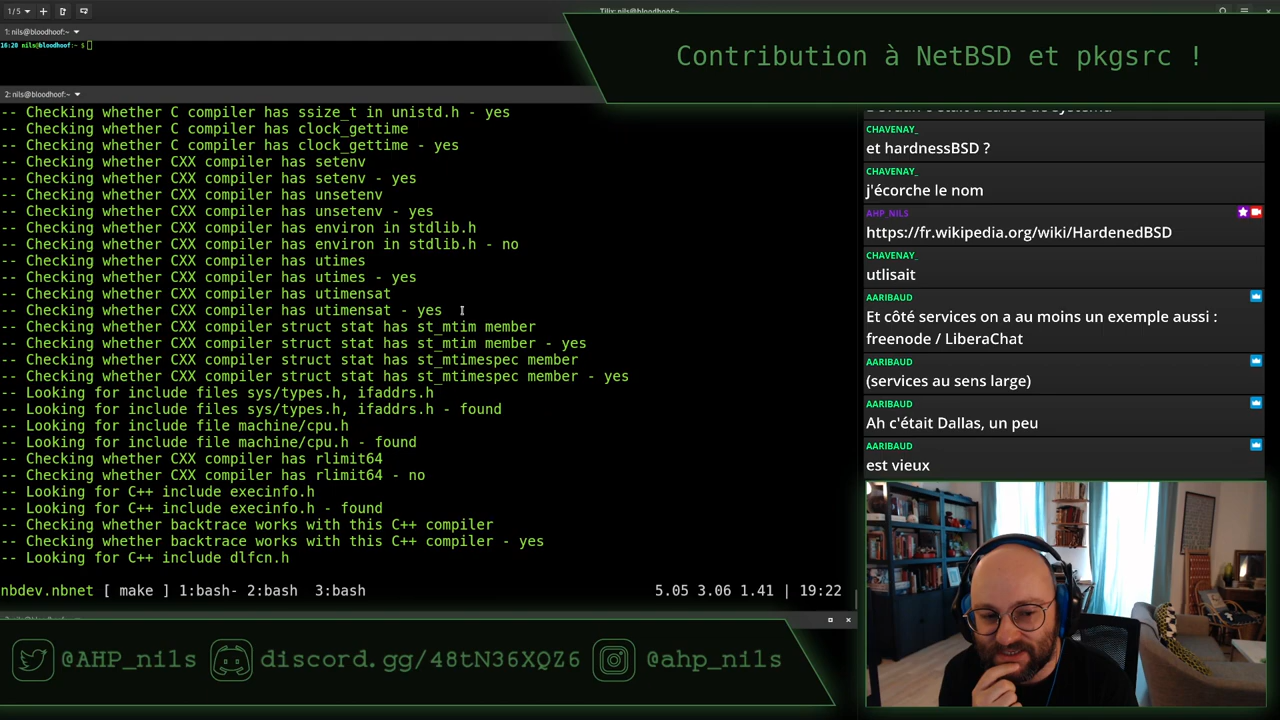 1/5
Tilix: nils@bloodhoof:~
1: nils@bloodhoof:~
16:20 nils@bloodhoof:~ $
Contribution à NetBSD et pkgsrc !
2: nils@bloodhoof:~
-- Checking whether C compiler has ssize_t in unistd.h - yes
-- Checking whether C compiler has clock_gettime
-- Checking whether C compiler has clock_gettime - yes
-- Checking whether CXX compiler has setenv
-- Checking whether CXX compiler has setenv - yes
-- Checking whether CXX compiler has unsetenv
-- Checking whether CXX compiler has unsetenv - yes
-- Checking whether CXX compiler has environ in stdlib.h
-- Checking whether CXX compiler has environ in stdlib.h - no
-- Checking whether CXX compiler has utimes
-- Checking whether CXX compiler has utimes - yes
-- Checking whether CXX compiler has utimensat
-- Checking whether CXX compiler has utimensat - yes
-- Checking whether CXX compiler struct stat has st_mtim member
-- Checking whether CXX compiler struct stat has st_mtim member - yes
-- Checking whether CXX compiler struct stat has st_mtimespec member
-- Checking whether CXX compiler struct stat has st_mtimespec member - yes
-- Looking for include files sys/types.h, ifaddrs.h
-- Looking for include files sys/types.h, ifaddrs.h - found
-- Looking for include file machine/cpu.h
-- Looking for include file machine/cpu.h - found
-- Checking whether CXX compiler has rlimit64
-- Checking whether CXX compiler has rlimit64 - no
-- Looking for C++ include execinfo.h
-- Looking for C++ include execinfo.h - found
-- Checking whether backtrace works with this C++ compiler
-- Checking whether backtrace works with this C++ compiler - yes
-- Looking for C++ include dlfcn.h
nbdev.nbnet [ make ] 1:bash- 2:bash 3:bash 5.05 3.06 1.41 | 19:22
CHAVENAY_
et hardnessBSD ?
CHAVENAY_
j'écorche le nom
AHP_NILS
https://fr.wikipedia.org/wiki/HardenedBSD
CHAVENAY_
utlisait
AARIBAUD
Et côté services on a au moins un exemple aussi :
freenode / LiberaChat
AARIBAUD
(services au sens large)
AARIBAUD
Ah c'était Dallas, un peu
AARIBAUD
est vieux
@AHP_nils discord.gg/48tN36XQZ6 @ahp_nils